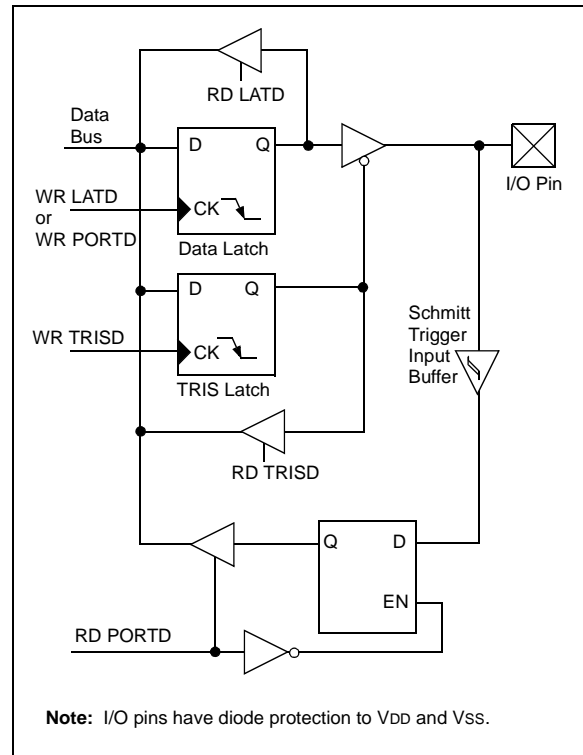 RD LATD
Data
Bus
D Q
I/O Pin
WR LATD
or
WR PORTD
CK
Data Latch
D Q
WR TRISD
CK
TRIS Latch
Schmitt
Trigger
Input
Buffer
RD TRISD
Q D
EN
RD PORTD
Note: I/O pins have diode protection to VDD and VSS.